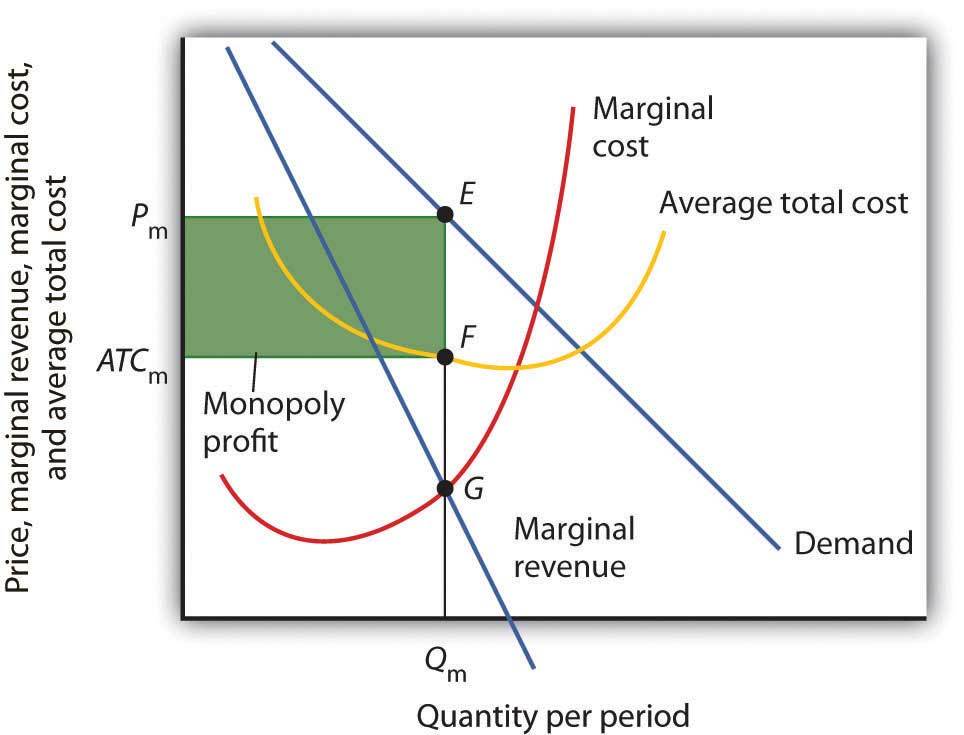 Price, marginal revenue, marginal cost,
and average total cost
Marginal
cost
Average total cost
E
Pm
F
ATCm
Monopoly
profit
G
Marginal
revenue
Demand
Qm
Quantity per period